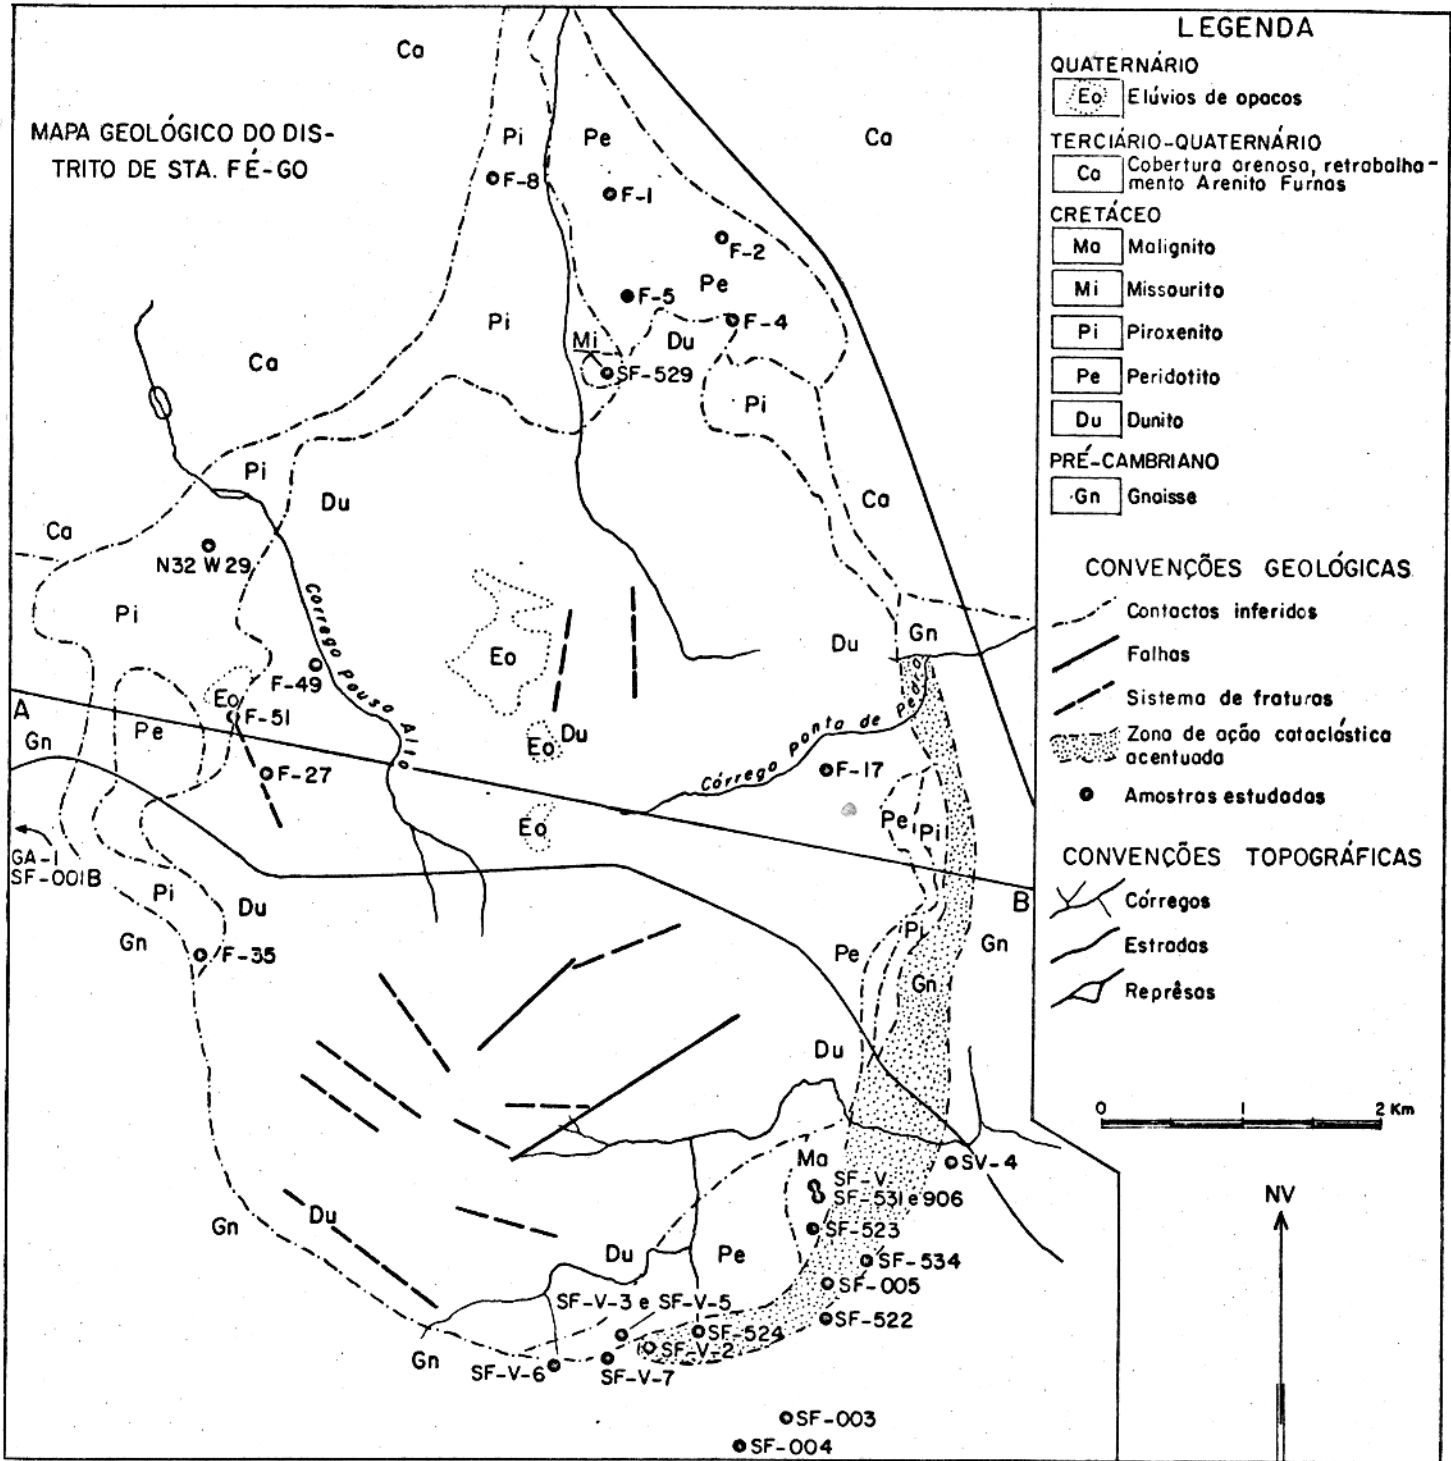 MAPA GEOLÓGICO DO DIS-
TRITO DE STA. FÉ-GO
Ca
Ca
Pi
Pe
F-8
F-1
F-2
Pe
F-5
F-4
Pi
Mi
Du
SF-529
Ca
Pi
Pi
Du
Ca
Ca
N32 W29
Pi
Córrego Pouso Alto
Eo
Du
Gn
F-49
Eo
F-51
A
Gn
Pe
Eo
Du
Córrego Ponta de Pedra
F-27
F-17
Eo
Pe
Pi
GA-1
SF-001B
Pi
Du
B
Gn
F-35
Pe
Pi
Gn
Gn
Du
Ma
SV-4
SF-V
SF-531 e 906
SF-523
Gn
Du
Du
Pe
SF-534
SF-005
SF-V-3 e SF-V-5
SF-522
SF-524
SF-V-2
Gn
SF-V-6
SF-V-7
SF-003
SF-004
LEGENDA
QUATERNÁRIO
Eo Elúvios de opacos
TERCIÁRIO-QUATERNÁRIO
Ca Cobertura arenosa, retrabalha-
mento Arenito Furnas
CRETÁCEO
Ma Malignito
Mi Missourito
Pi Piroxenito
Pe Peridotito
Du Dunito
PRÉ-CAMBRIANO
Gn Gnaisse
CONVENÇÕES GEOLÓGICAS
Contactos inferidos
Falhas
Sistema de fraturas
Zona de ação cataclástica
acentuada
Amostras estudadas
CONVENÇÕES TOPOGRÁFICAS
Córregos
Estradas
Reprêsas
0 1 2 Km
NV